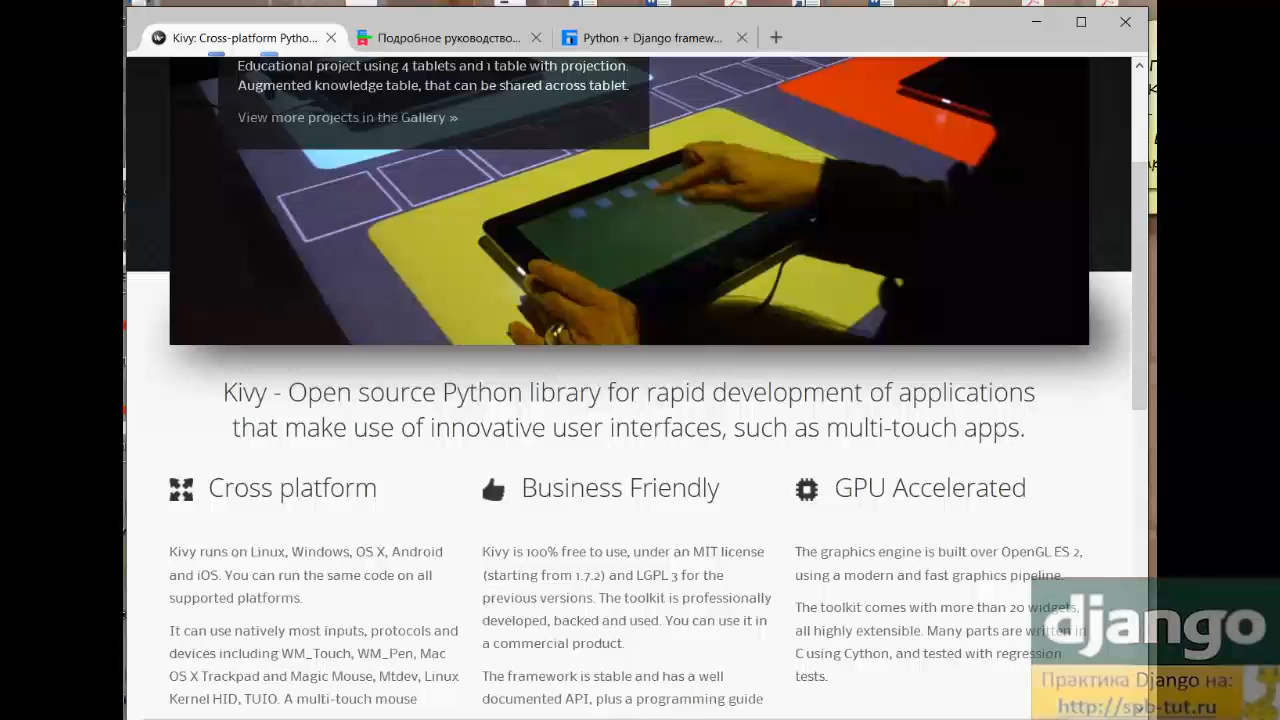 Kivy: Cross-platform Pytho...
Подробное руководство...
Python + Django framew...
Educational project using 4 tablets and 1 table with projection.
Augmented knowledge table, that can be shared across tablet.
View more projects in the Gallery »
Kivy - Open source Python library for rapid development of applications
that make use of innovative user interfaces, such as multi-touch apps.
Cross platform
Kivy runs on Linux, Windows, OS X, Android
and iOS. You can run the same code on all
supported platforms.
It can use natively most inputs, protocols and
devices including WM_Touch, WM_Pen, Mac
OS X Trackpad and Magic Mouse, Mtdev, Linux
Kernel HID, TUIO. A multi-touch mouse
Business Friendly
Kivy is 100% free to use, under an MIT license
(starting from 1.7.2) and LGPL 3 for the
previous versions. The toolkit is professionally
developed, backed and used. You can use it in
a commercial product.
The framework is stable and has a well
documented API, plus a programming guide
GPU Accelerated
The graphics engine is built over OpenGL ES 2,
using a modern and fast graphics pipeline.
The toolkit comes with more than 20 widgets,
all highly extensible. Many parts are written in
C using Cython, and tested with regression
tests.
django
Практика Django на:
http://spb-tut.ru